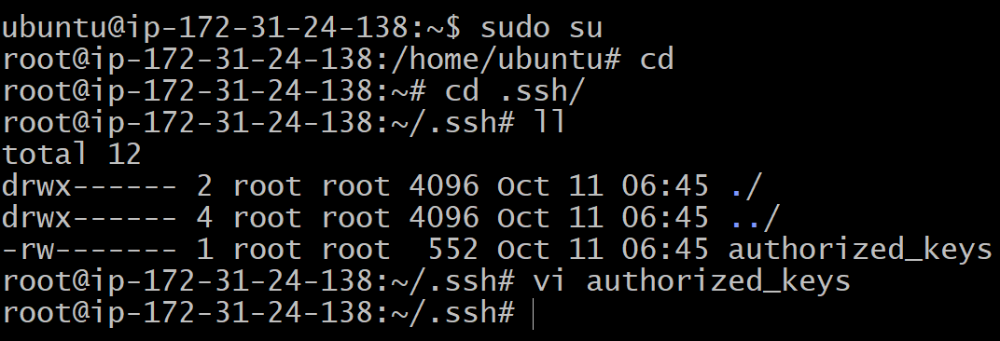 ubuntu@ip-172-31-24-138:~$ sudo su
root@ip-172-31-24-138:/home/ubuntu# cd
root@ip-172-31-24-138:~# cd .ssh/
root@ip-172-31-24-138:~/.ssh# ll
total 12
drwx------ 2 root root 4096 Oct 11 06:45 ./
drwx------ 4 root root 4096 Oct 11 06:45 ../
-rw------- 1 root root  552 Oct 11 06:45 authorized_keys
root@ip-172-31-24-138:~/.ssh# vi authorized_keys
root@ip-172-31-24-138:~/.ssh#